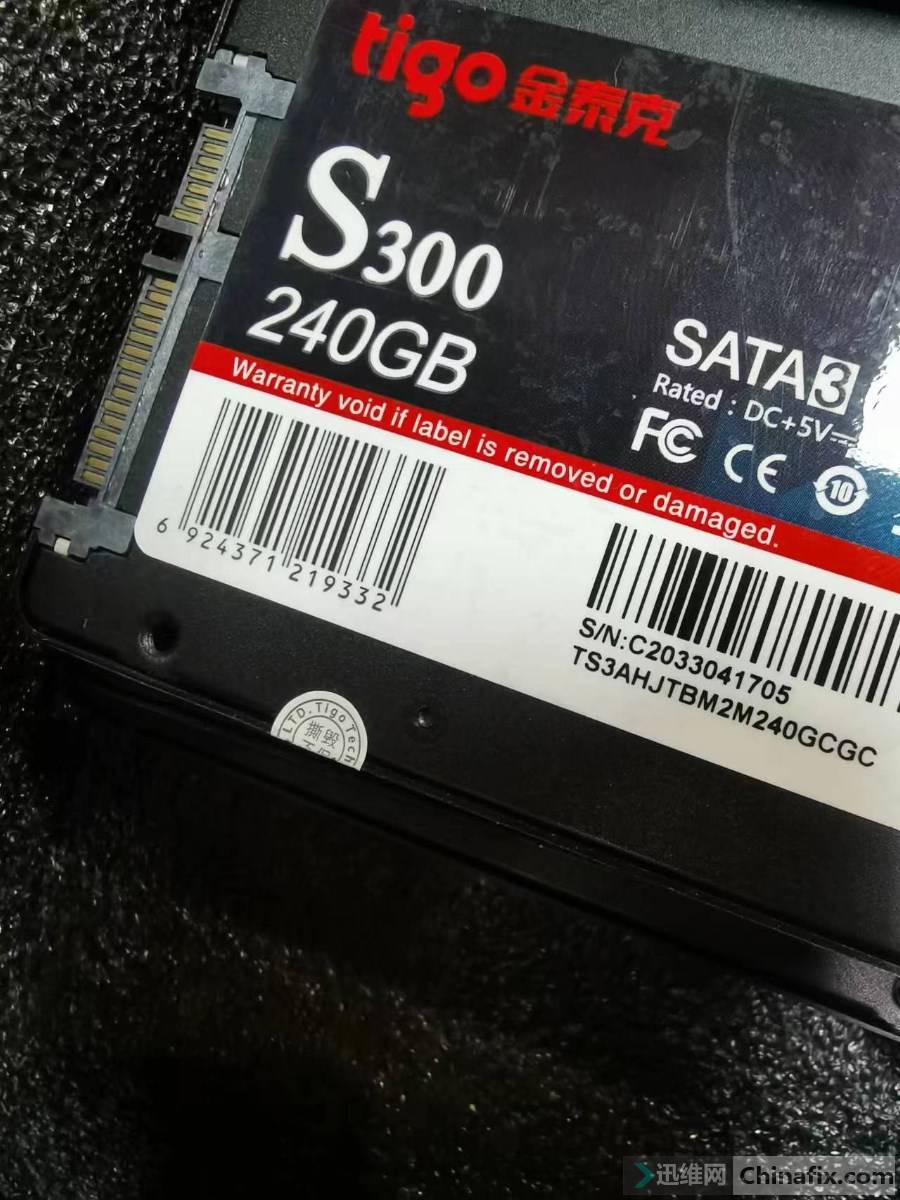 tigo 金泰克
S300
240GB
SATA3
Rated : DC+5V
FC CE 10
Warranty void if label is removed or damaged.
6 924371 219332
S/N:C2033041705
TS3AHJTBM2M240GCGC
LTD.Tigo Tech
撕毁
迅维网 Chinafix.com